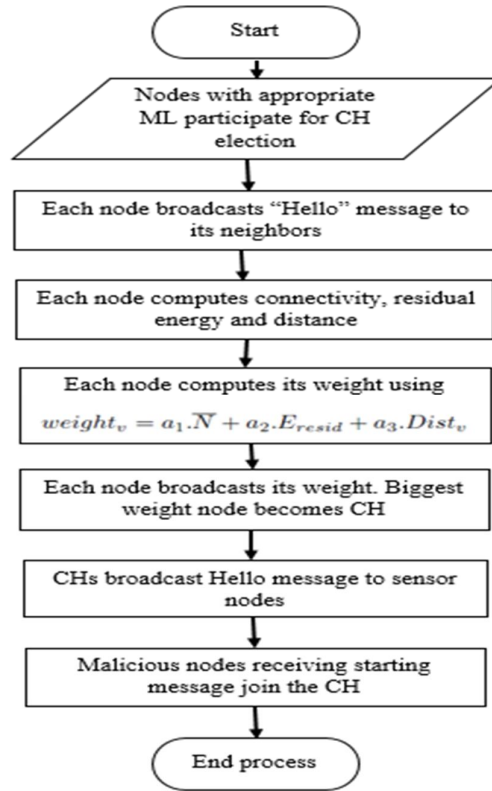 Start
Nodes with appropriate
ML participate for CH
election
Each node broadcasts “Hello” message to
its neighbors
Each node computes connectivity, residual
energy and distance
Each node computes its weight using
$weight_v = a_1.\overline{N} + a_2.E_{resid} + a_3.Dist_v$
Each node broadcasts its weight. Biggest
weight node becomes CH
CHs broadcast Hello message to sensor
nodes
Malicious nodes receiving starting
message join the CH
End process